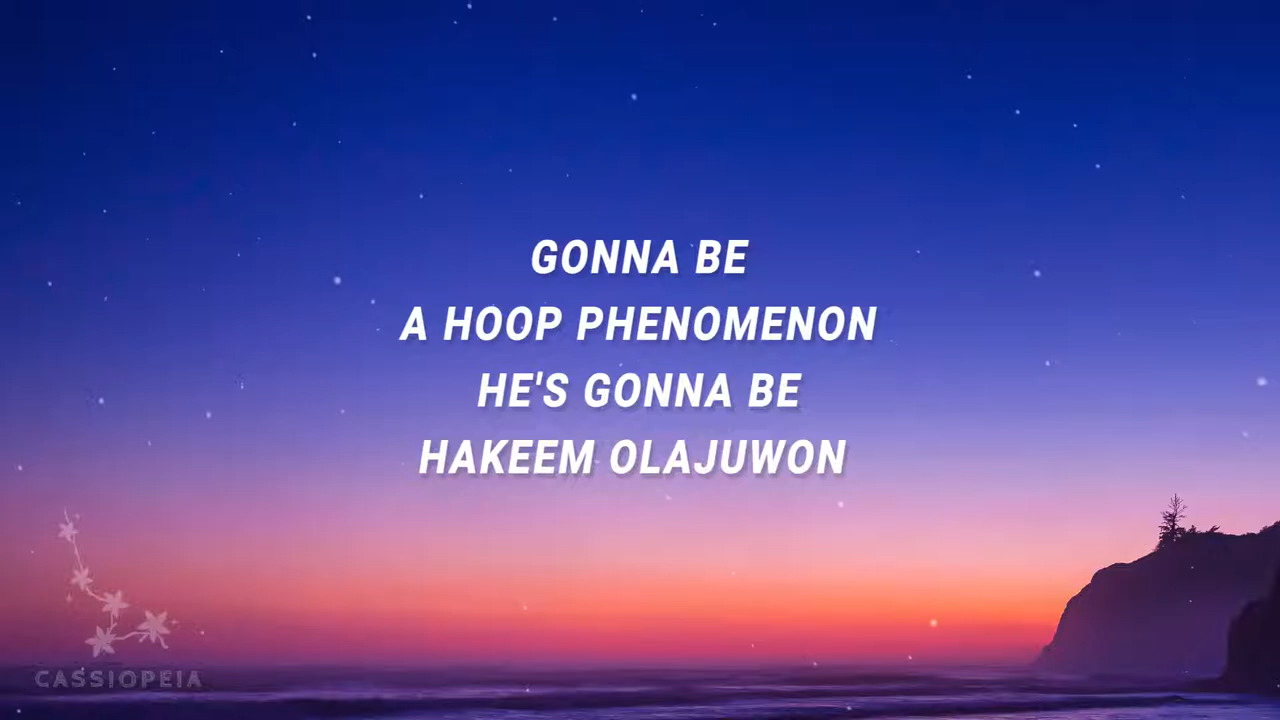 GONNA BE
A HOOP PHENOMENON
HE'S GONNA BE
HAKEEM OLAJUWON
CASSIOPEIA